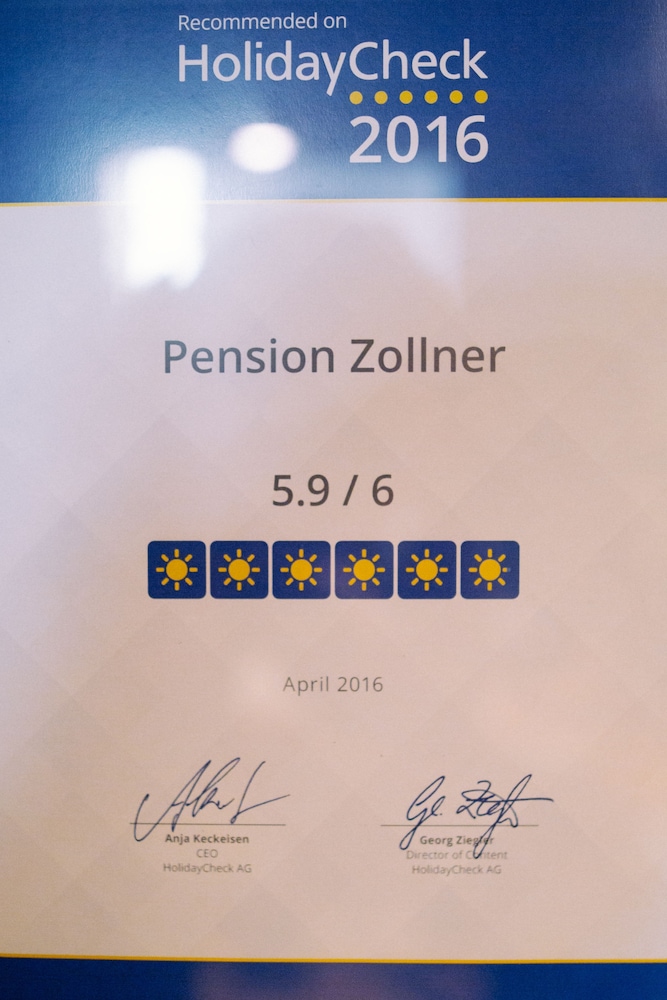 Recommended on
HolidayCheck
2016
Pension Zollner
5.9 / 6
April 2016
Anja Keckeisen
CEO
HolidayCheck AG
Georg Ziegler
Director of Content
HolidayCheck AG